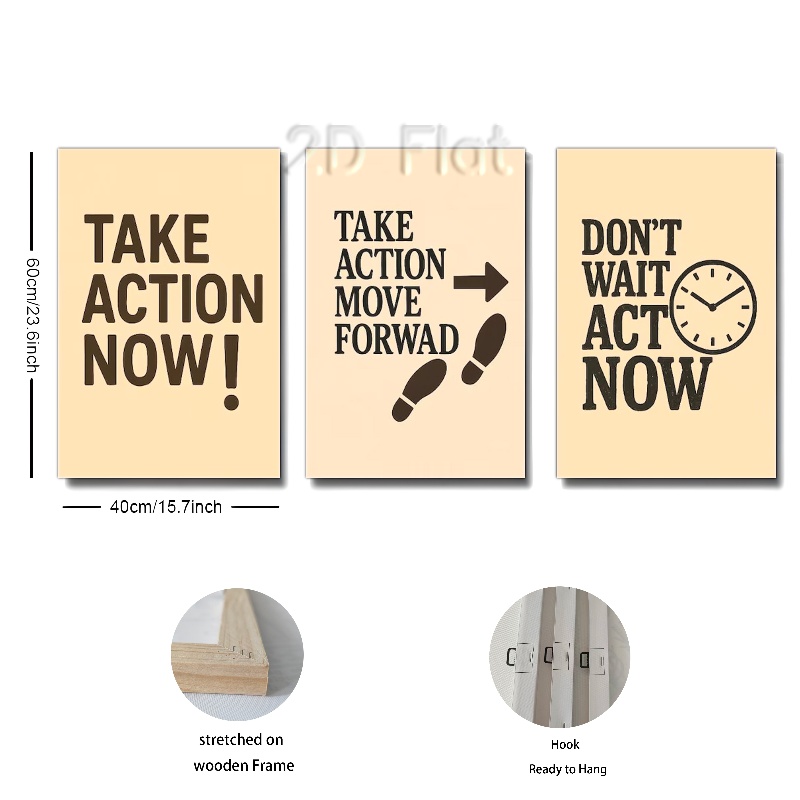 2D Flat
TAKE
ACTION
NOW!
TAKE
ACTION
MOVE
FORWAD
DON'T
WAIT
ACT
NOW
60cm/23.6inch
40cm/15.7inch
stretched on
wooden Frame
Hook
Ready to Hang